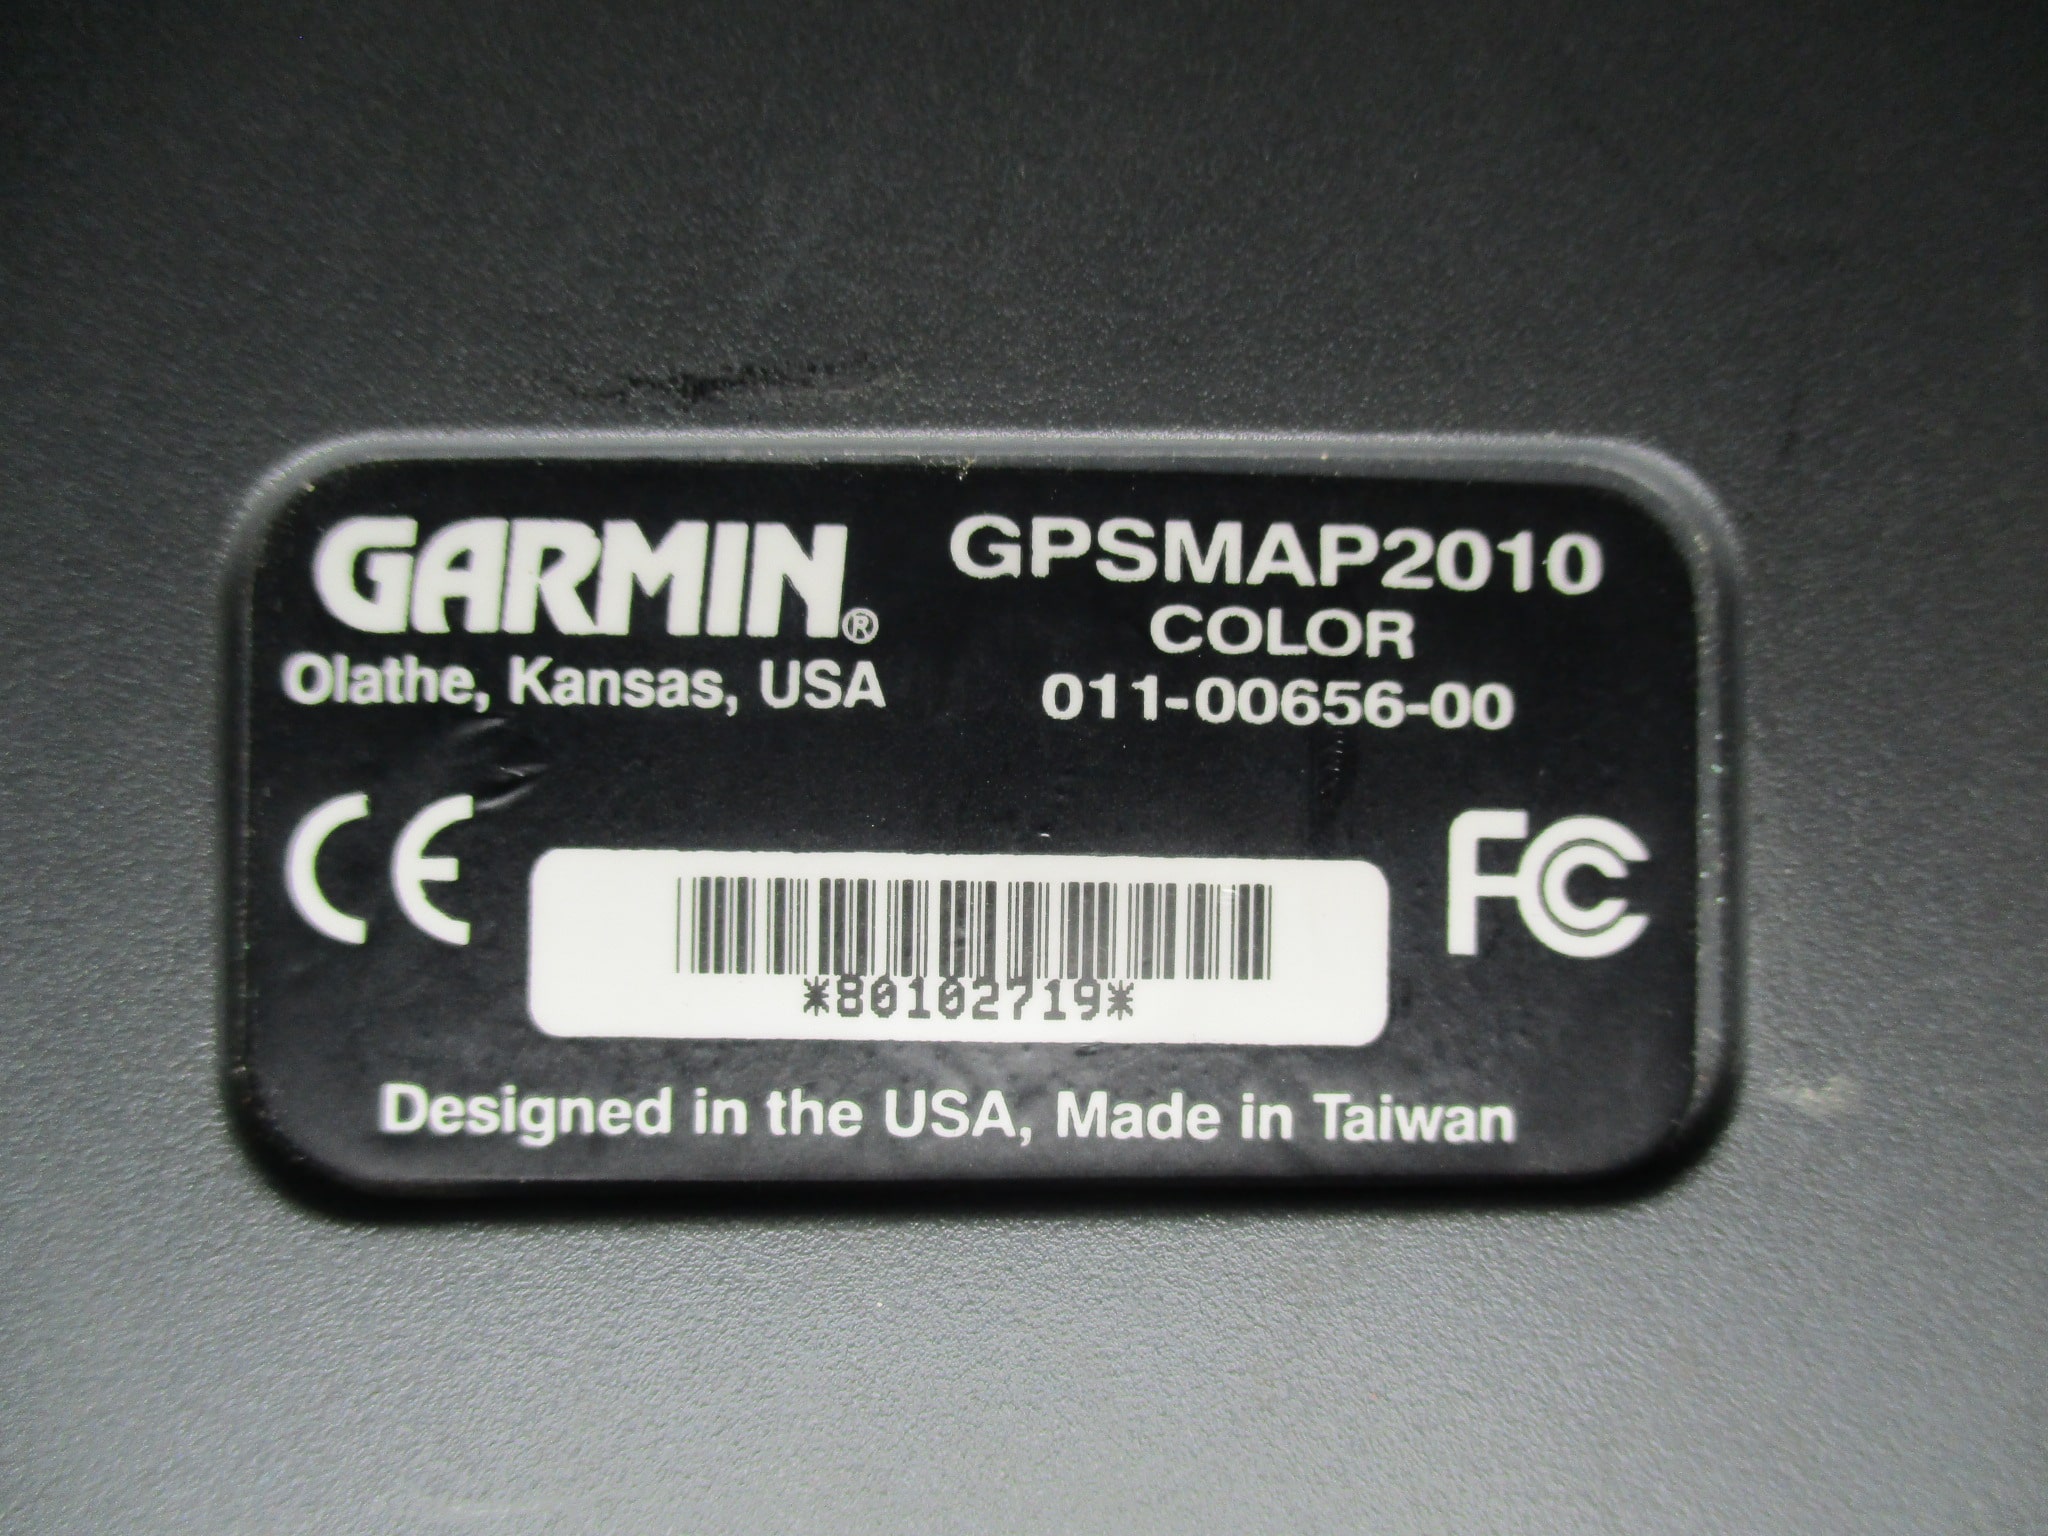 GARMIN®
Olathe, Kansas, USA
GPSMAP2010
COLOR
011-00656-00
CE
FC
*80102719*
Designed in the USA, Made in Taiwan